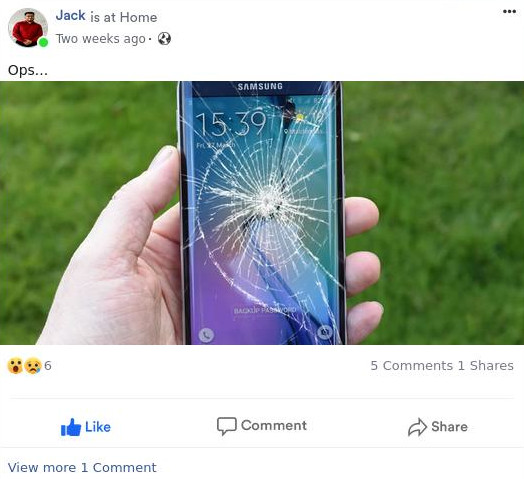 Jack is at Home
Two weeks ago ·
Ops...
SAMSUNG
15:39
Fri, 27 March
BACKUP PASSWORD
6
5 Comments 1 Shares
Like
Comment
Share
View more 1 Comment